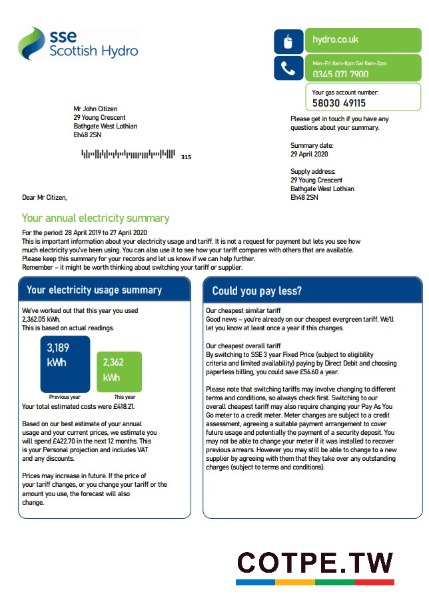 sse
Scottish Hydro
hydro.co.uk
Mon-Fri 8am-8pm Sat 8am-2pm
0345 071 7900
Your gas account number:
58030 49115
Mr John Citizen
29 Young Crescent
Bathgate West Lothian
Eh48 2SN
315
Please get in touch if you have any
questions about your summary.
Summary date:
29 April 2020
Supply address:
29 Young Crescent
Bathgate West Lothian
Eh48 2SN
Dear Mr Citizen,
Your annual electricity summary
For the period: 28 April 2019 to 27 April 2020
This is important information about your electricity usage and tariff. It is not a request for payment but lets you see how
much electricity you've been using. You can also use it to see how your tariff compares with others that are available.
Please keep this summary for your records and let us know if we can help further.
Remember – it might be worth thinking about switching your tariff or supplier.
Your electricity usage summary
We've worked out that this year you used
2,362.05 kWh.
This is based on actual readings.
3,189
kWh
2,362
kWh
Previous year
This year
Your total estimated costs were £418.21.
Based on our best estimate of your annual
usage and your current prices, we estimate you
will spend £422.70 in the next 12 months. This
is your Personal projection and includes VAT
and any discounts.
Prices may increase in future. If the price of
your tariff changes, or you change your tariff or the
amount you use, the forecast will also
change.
Could you pay less?
Our cheapest similar tariff
Good news – you're already on our cheapest evergreen tariff. We'll
let you know at least once a year if this changes.
Our cheapest overall tariff
By switching to SSE 3 year Fixed Price (subject to eligibility
criteria and limited availability) paying by Direct Debit and choosing
paperless billing, you could save £56.60 a year.
Please note that switching tariffs may involve changing to different
terms and conditions, so always check first. Switching to our
overall cheapest tariff may also require changing your Pay As You
Go meter to a credit meter. Meter changes are subject to a credit
assessment, agreeing a suitable payment arrangement to cover
future usage and potentially the payment of a security deposit. You
may not be able to change your meter if it was installed to recover
previous arrears. However you may still be able to change to a new
supplier by agreeing with them that they take over any outstanding
charges (subject to terms and conditions).
COTPE.TW